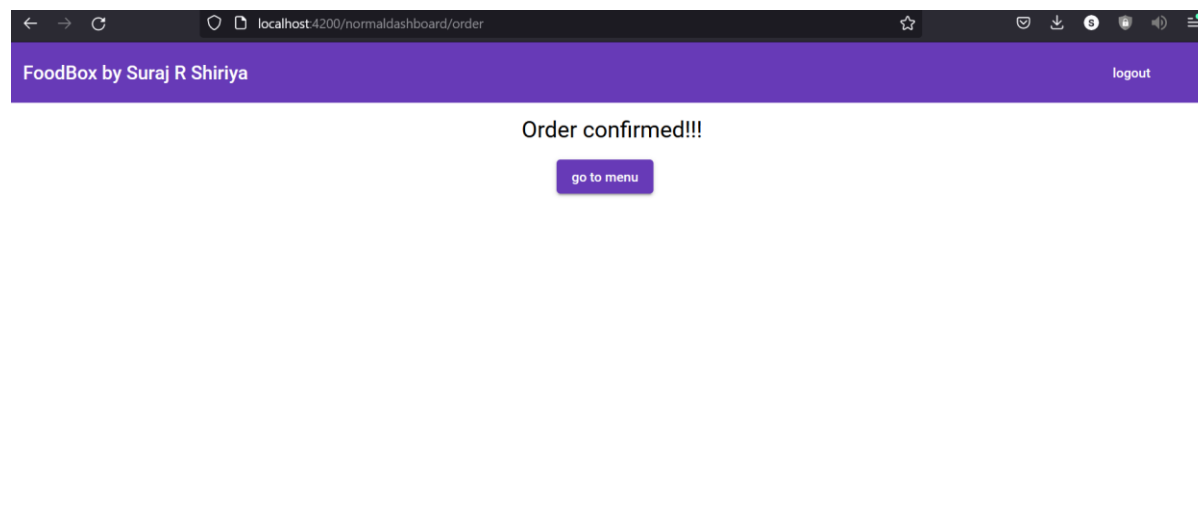 localhost:4200/normaldashboard/order
FoodBox by Suraj R Shiriya
logout
Order confirmed!!!
go to menu